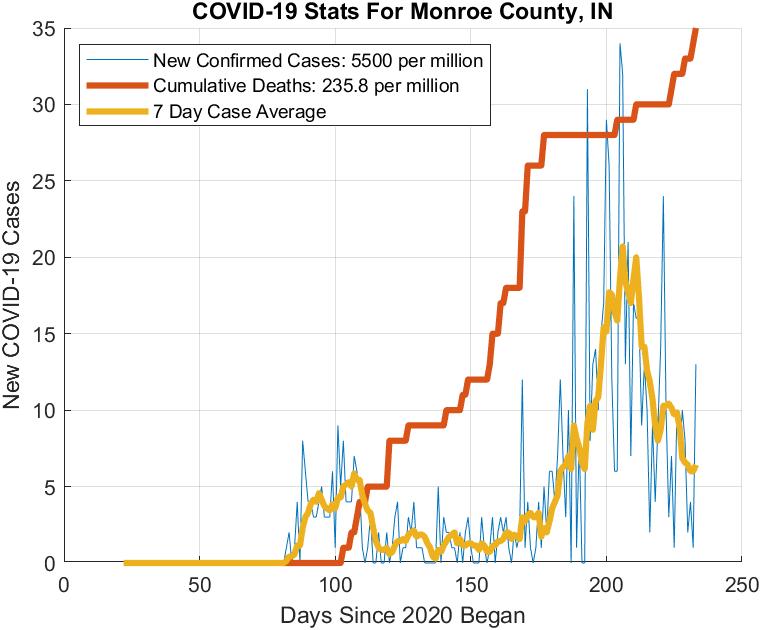 COVID-19 Stats For Monroe County, IN
New Confirmed Cases: 5500 per million
Cumulative Deaths: 235.8 per million
7 Day Case Average
New COVID-19 Cases
35
30
25
20
15
10
5
0
0 50 100 150 200 250
Days Since 2020 Began